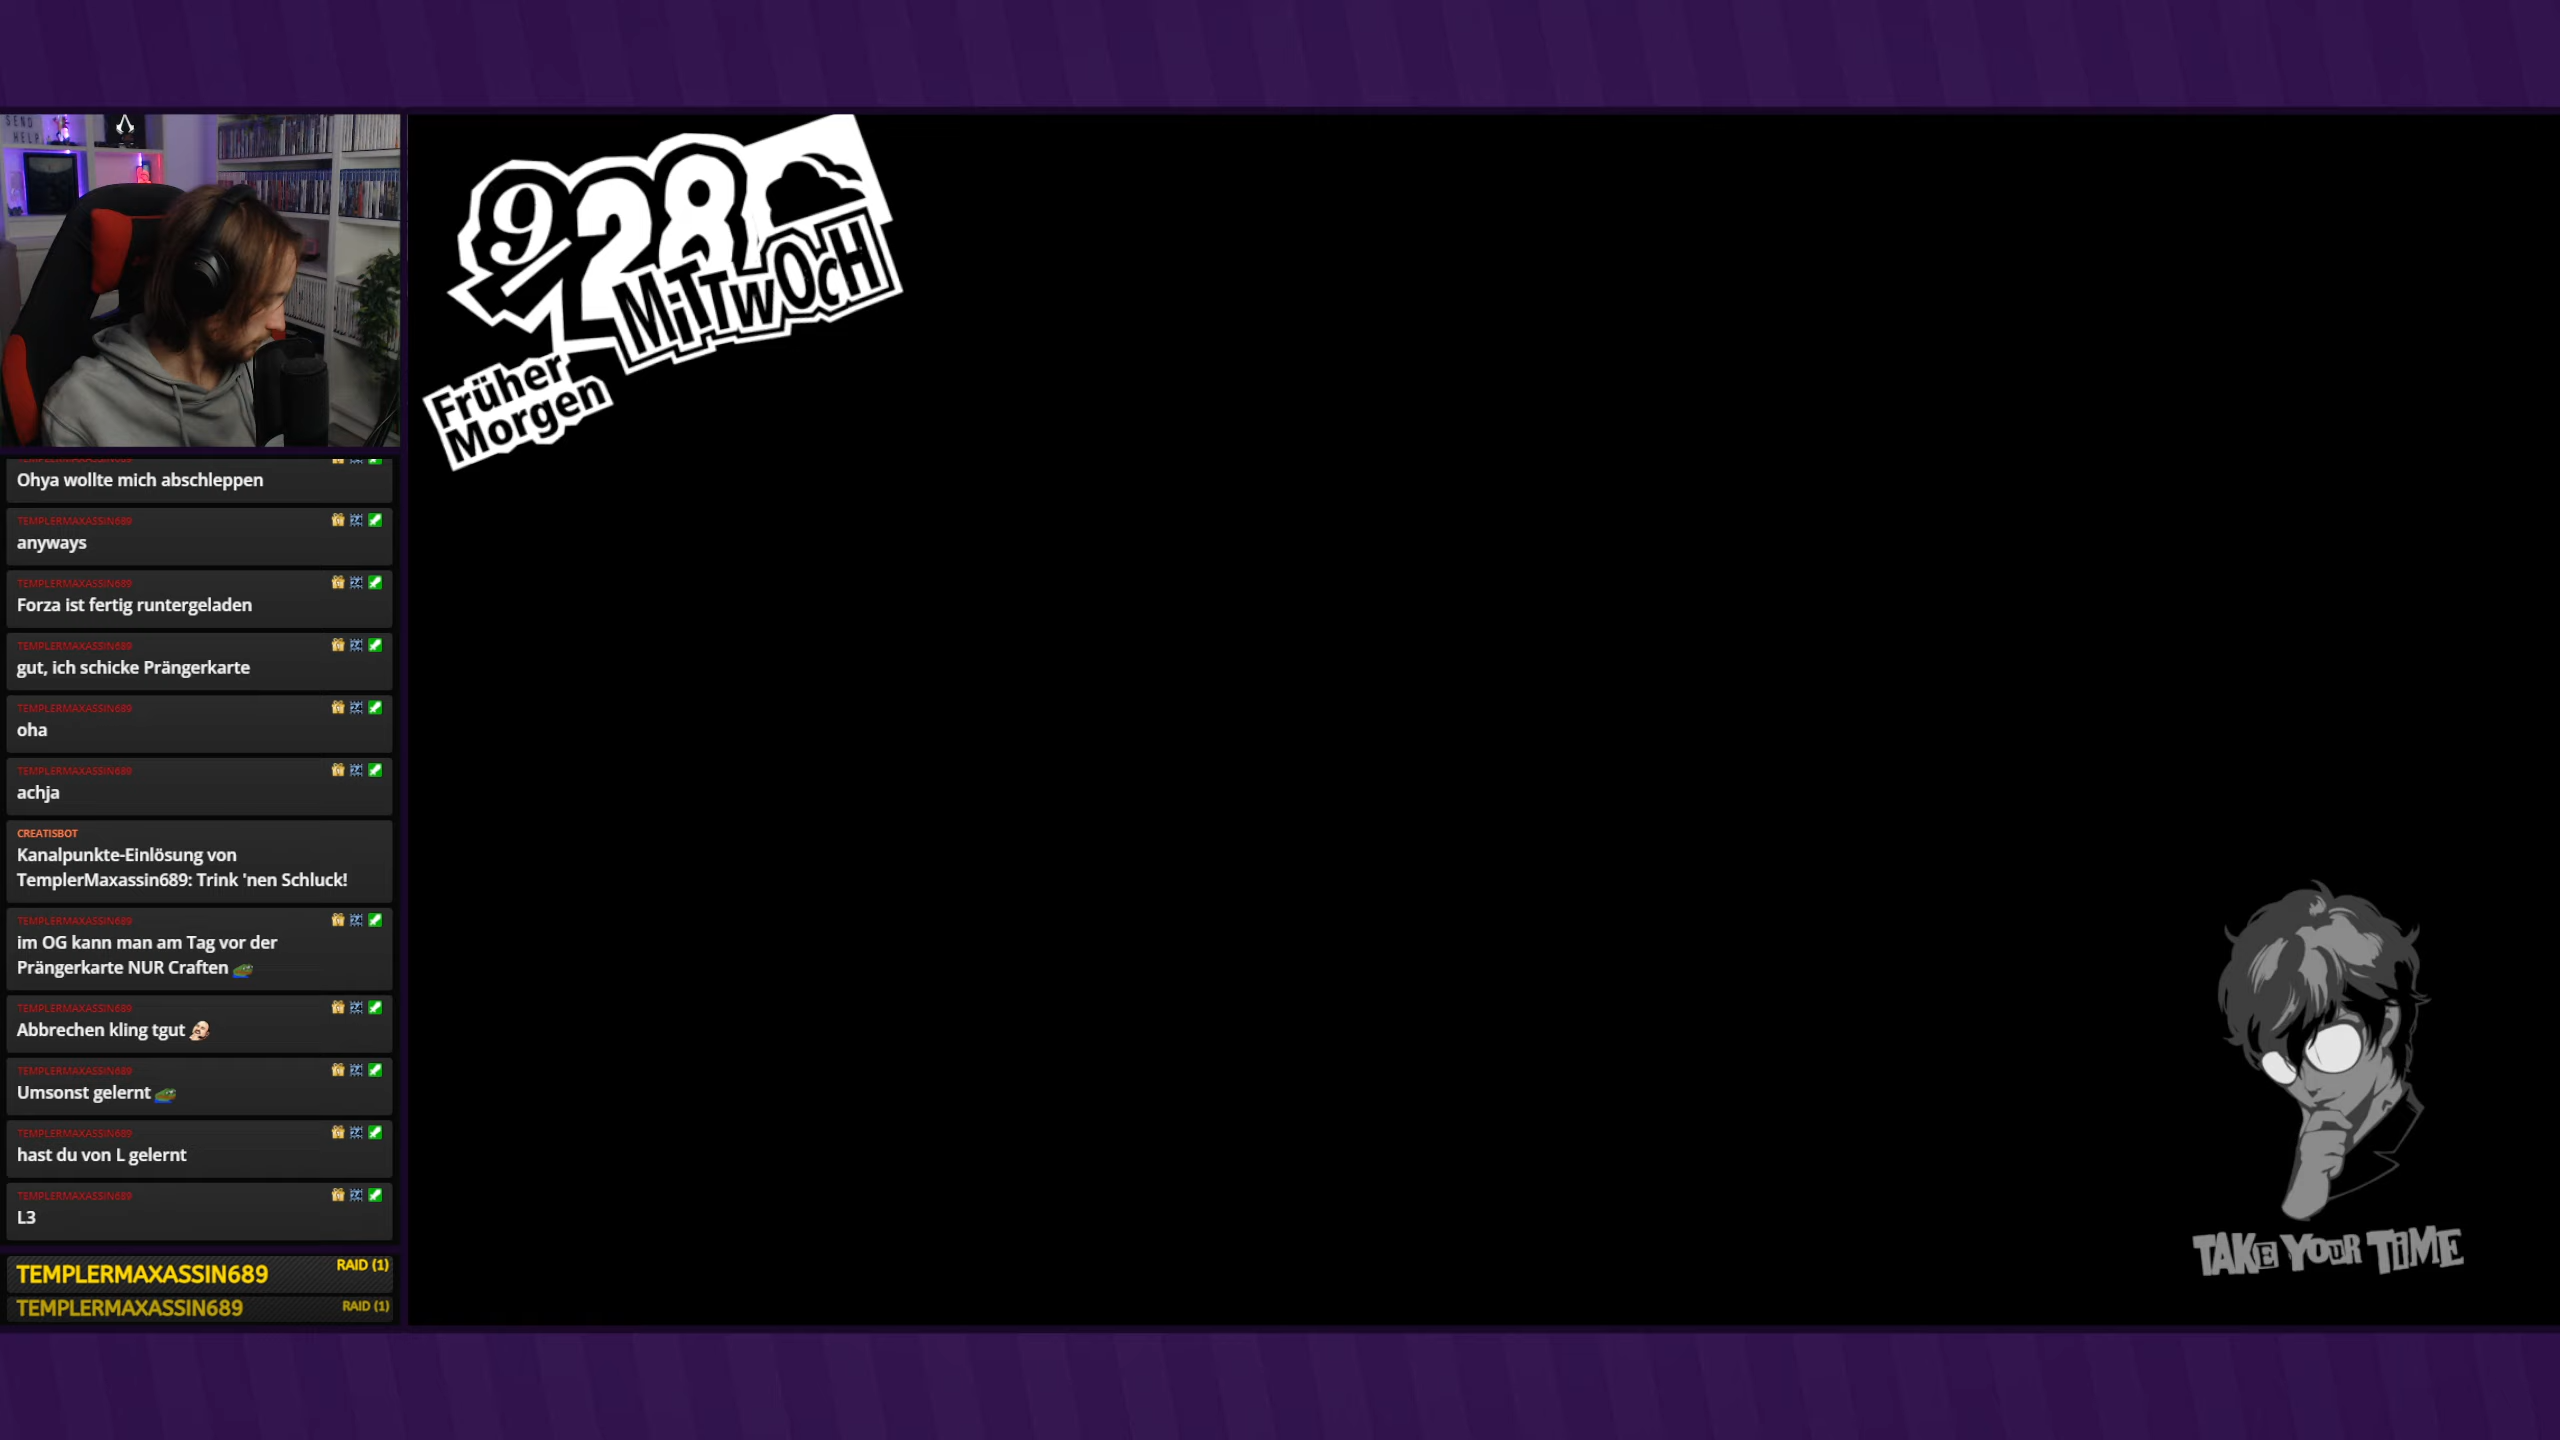 SEND
HELP
9/28
MiTTwOcH
Früher
Morgen
Ohya wollte mich abschleppen
TEMPLERMAXASSIN689
anyways
TEMPLERMAXASSIN689
Forza ist fertig runtergeladen
TEMPLERMAXASSIN689
gut, ich schicke Prängerkarte
TEMPLERMAXASSIN689
oha
TEMPLERMAXASSIN689
achja
CREATISBOT
Kanalpunkte-Einlösung von
TemplerMaxassin689: Trink 'nen Schluck!
TEMPLERMAXASSIN689
im OG kann man am Tag vor der
Prängerkarte NUR Craften
TEMPLERMAXASSIN689
Abbrechen kling tgut
TEMPLERMAXASSIN689
Umsonst gelernt
TEMPLERMAXASSIN689
hast du von L gelernt
TEMPLERMAXASSIN689
L3
TEMPLERMAXASSIN689 RAID (1)
TEMPLERMAXASSIN689 RAID (1)
TAKE YOUR TiME